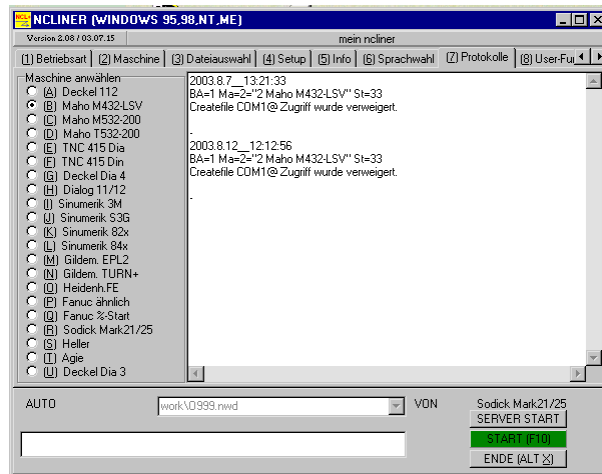 NCLINER (WINDOWS 95,98,NT,ME)
Version 2.08 / 03.07.15
mein ncliner
(1) Betriebsart
(2) Maschine
(3) Dateiauswahl
(4) Setup
(5) Info
(6) Sprachwahl
(7) Protokolle
(8) User-Fu
Maschine anwählen
(A) Deckel 112
(B) Maho M432-LSV
(C) Maho M532-200
(D) Maho T532-200
(E) TNC 415 Dia
(F) TNC 415 Din
(G) Deckel Dia 4
(H) Dialog 11/12
(I) Sinumerik 3M
(J) Sinumerik S3G
(K) Sinumerik 82x
(L) Sinumerik 84x
(M) Gildem. EPL2
(N) Gildem. TURN+
(O) Heidenh.FE
(P) Fanuc ähnlich
(Q) Fanuc %-Start
(R) Sodick Mark21/25
(S) Heller
(T) Agie
(U) Deckel Dia 3
2003.8.7__13:21:33
BA=1 Ma=2="2 Maho M432-LSV" St=33
Createfile COM1@ Zugriff wurde verweigert.
-
2003.8.12__12:12:56
BA=1 Ma=2="2 Maho M432-LSV" St=33
Createfile COM1@ Zugriff wurde verweigert.
-
AUTO
work\0999.nwd
VON
Sodick Mark21/25
SERVER START
START (F10)
ENDE (ALT X)